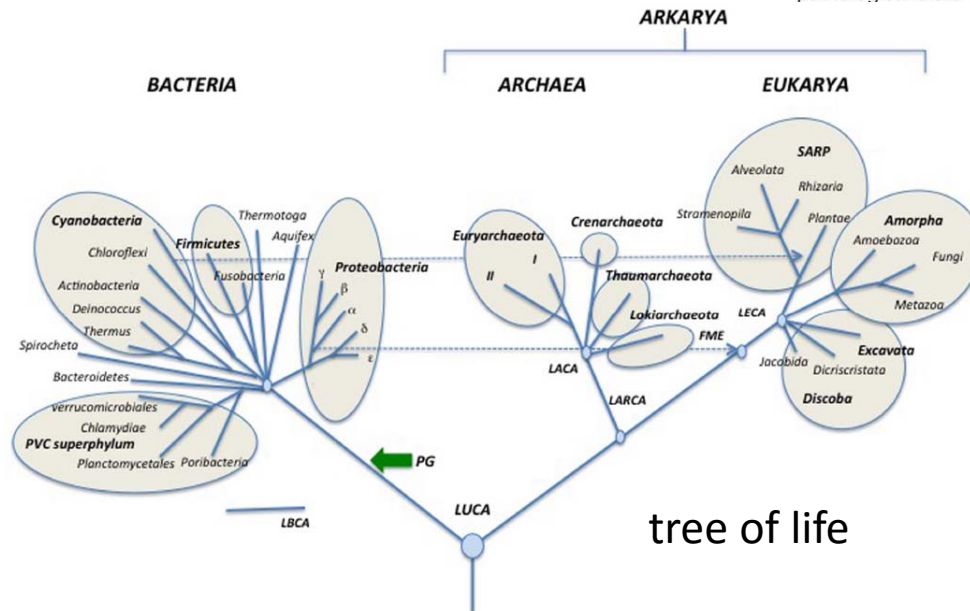 ARKARYA
BACTERIA
ARCHAEA
EUKARYA
SARP
Alveolata
Rhizaria
Stramenopila
Plantae
Amorpha
Amoebozoa
Fungi
Metazoa
Cyanobacteria
Chloroflexi
Actinobacteria
Deinococcus
Thermus
Spirocheta
Bacteroidetes
Firmicutes
Fusobacteria
Thermotoga
Aquifex
Proteobacteria
γ
β
α
δ
ε
Euryarchaeota
I
II
Crenarchaeota
Thaumarchaeota
Lokiarchaeota
FME
LECA
LACA
LARCA
Jacobida
Excavata
Dicriscristata
Discoba
verrucomicrobiales
Chlamydiae
PVC superphylum
Planctomycetales
Poribacteria
PG
LBCA
LUCA
tree of life